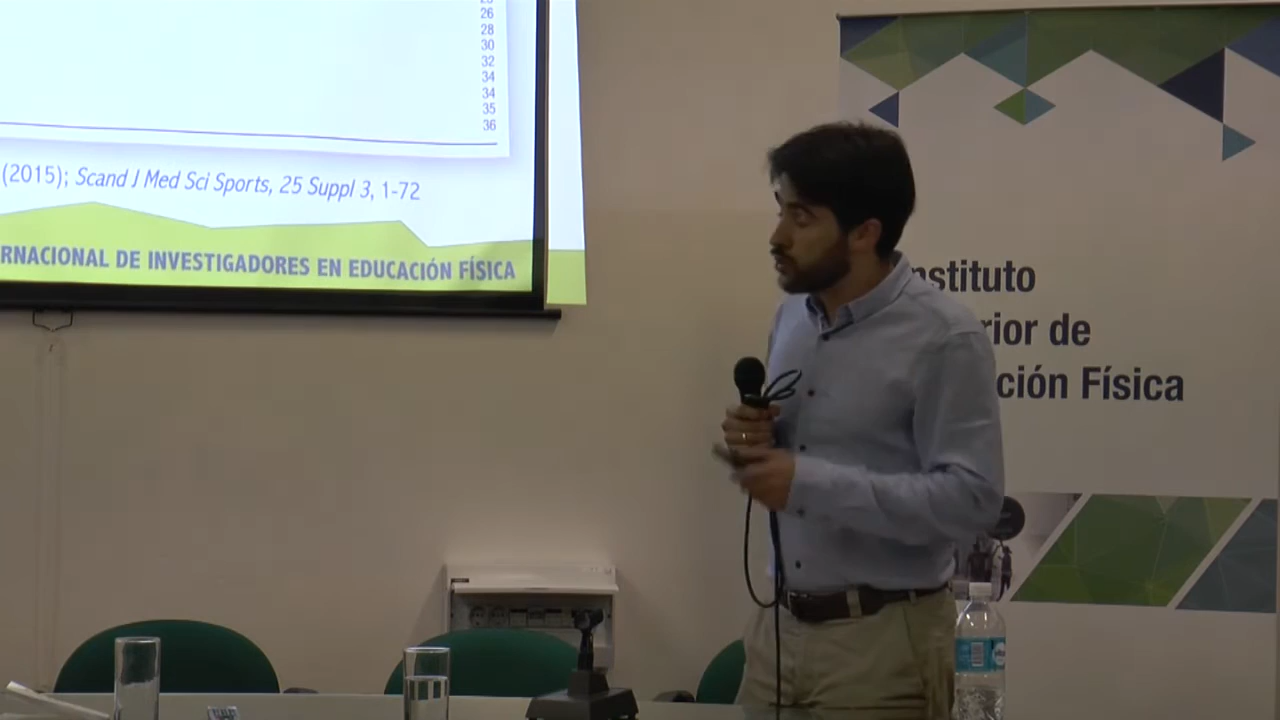 26
28
30
32
34
34
35
36
(2015); Scand J Med Sci Sports, 25 Suppl 3, 1-72
RNACIONAL DE INVESTIGADORES EN EDUCACIÓN FÍSICA
nstituto
rior de
ción Física